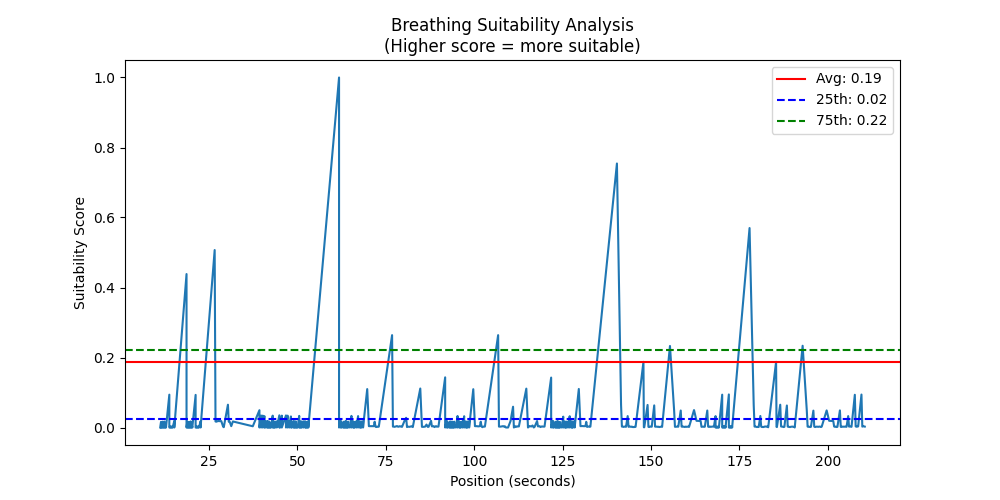 Breathing Suitability Analysis
(Higher score = more suitable)
Avg: 0.19
25th: 0.02
75th: 0.22
1.0
0.8
0.6
0.4
0.2
0.0
Suitability Score
25
50
75
100
125
150
175
200
Position (seconds)